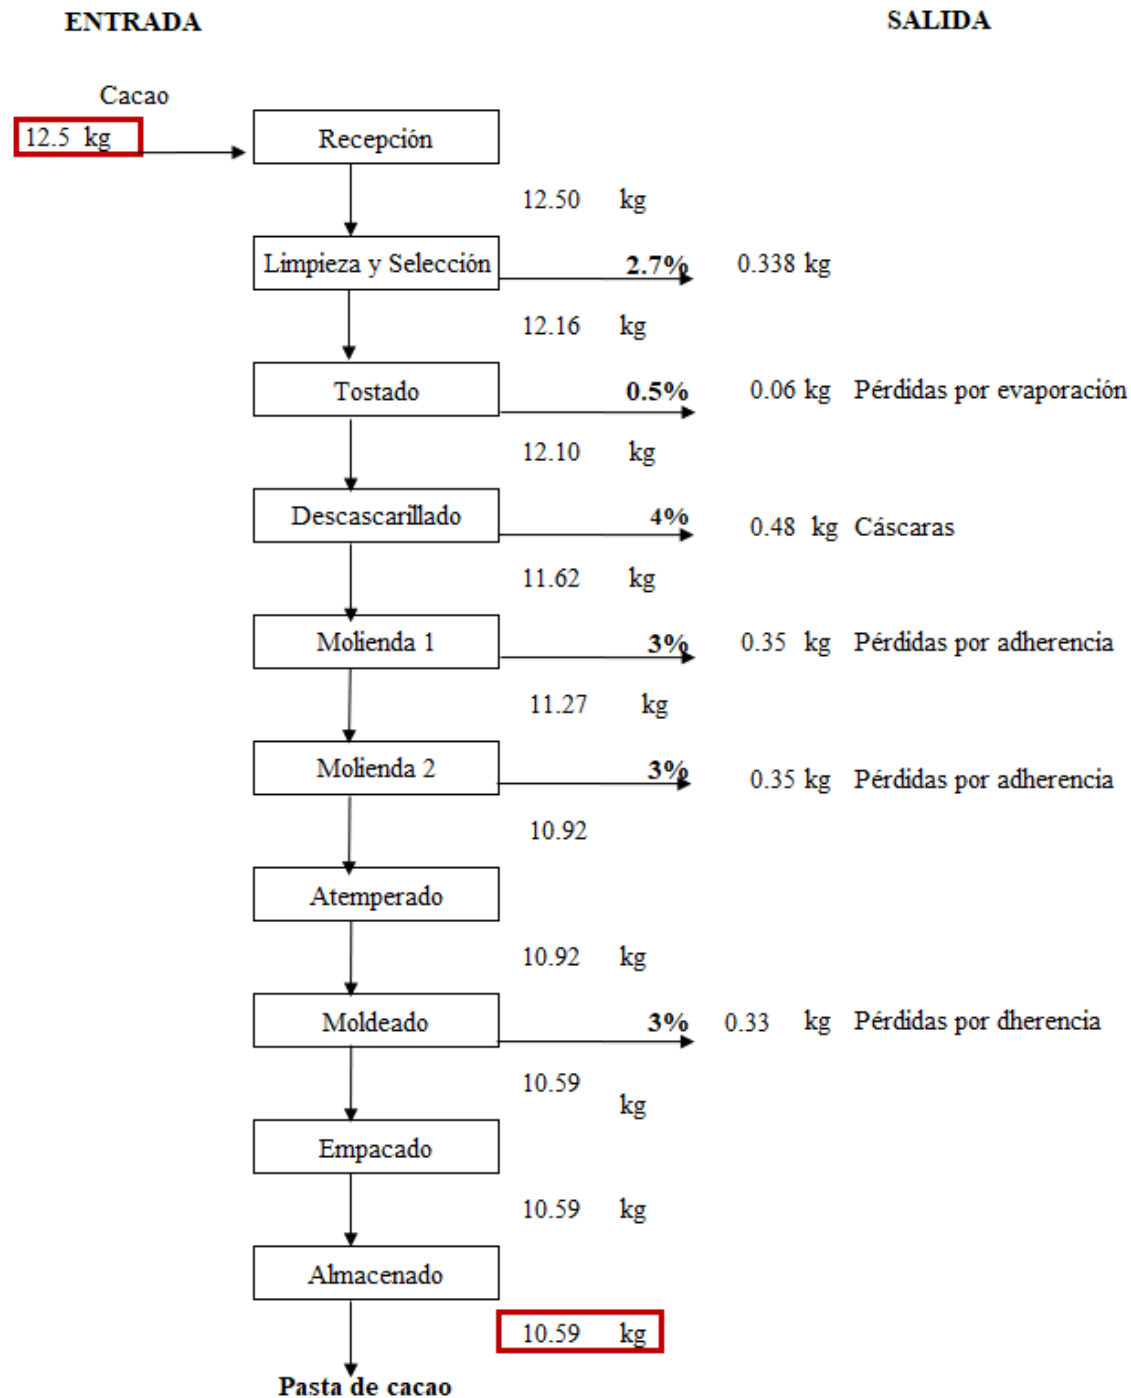 ENTRADA SALIDA
Cacao
12.5 kg Recepción
12.50 kg
Limpieza y Selección 2.7% 0.338 kg
12.16 kg
Tostado 0.5% 0.06 kg Pérdidas por evaporación
12.10 kg
Descascarillado 4% 0.48 kg Cáscaras
11.62 kg
Molienda 1 3% 0.35 kg Pérdidas por adherencia
11.27 kg
Molienda 2 3% 0.35 kg Pérdidas por adherencia
10.92
Atemperado
10.92 kg
Moldeado 3% 0.33 kg Pérdidas por dherencia
10.59 kg
Empacado
10.59 kg
Almacenado
10.59 kg
Pasta de cacao